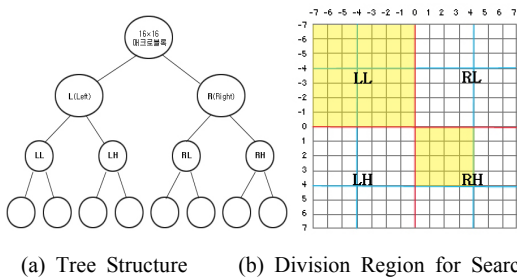 16×16
매크로블록
L(Left)
R(Right)
LL
LH
RL
RH
-7 -6 -5 -4 -3 -2 -1 0 1 2 3 4 5 6 7
-7
-6
-5
-4
-3
-2
-1
0
1
2
3
4
5
6
7
LL
RL
LH
RH
(a) Tree Structure
(b) Division Region for Searc